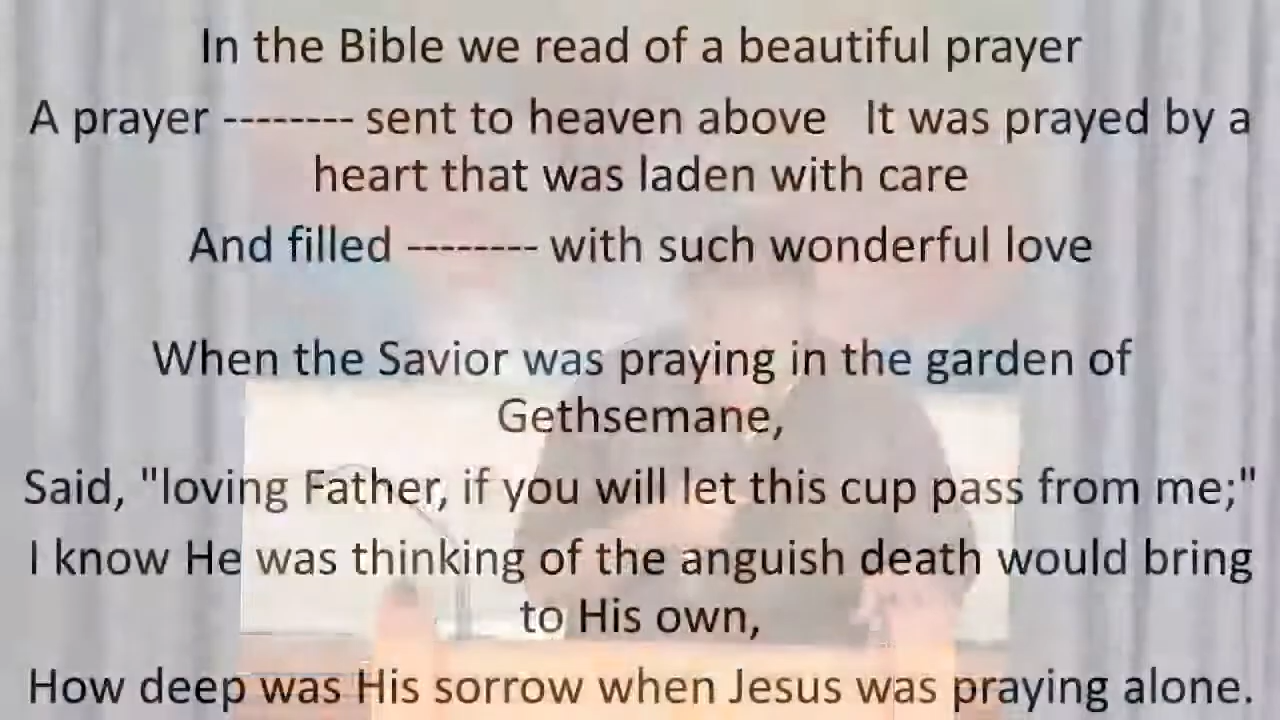 In the Bible we read of a beautiful prayer
A prayer -------- sent to heaven above   It was prayed by a
heart that was laden with care
And filled -------- with such wonderful love
When the Savior was praying in the garden of
Gethsemane,
Said, "loving Father, if you will let this cup pass from me;"
I know He was thinking of the anguish death would bring
to His own,
How deep was His sorrow when Jesus was praying alone.